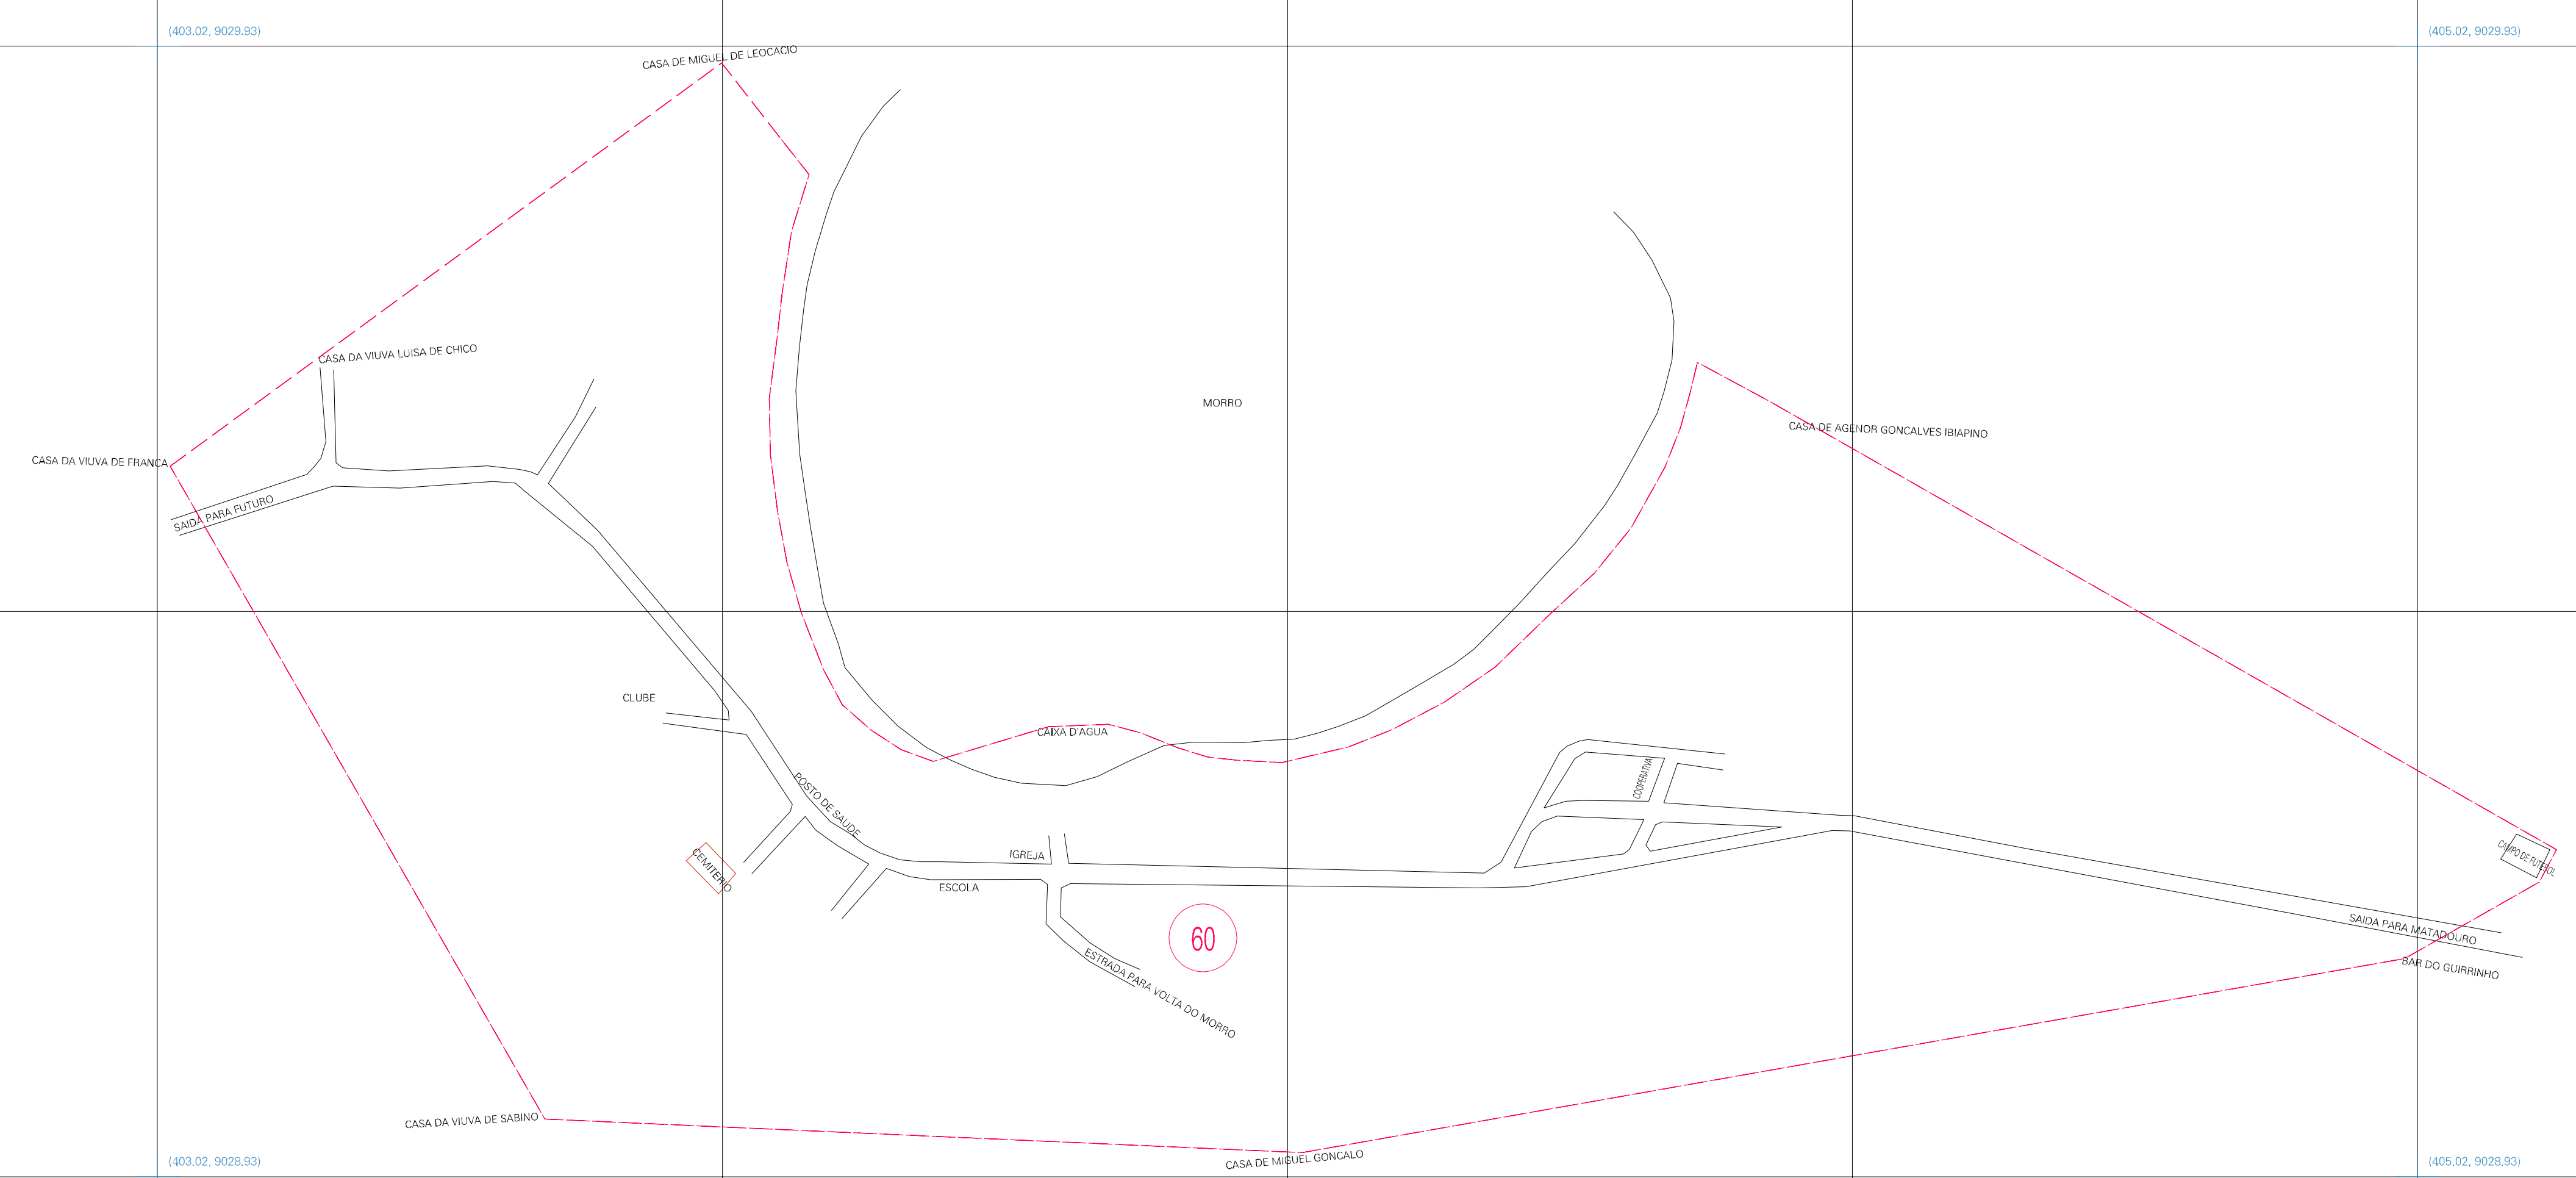 (403.02, 9029.93)
(405.02, 9029.93)
CASA DE MIGUEL DE LEOCACIO
CASA DA VIUVA LUISA DE CHICO
MORRO
CASA DE AGENOR GONCALVES IBIAPINO
CASA DA VIUVA DE FRANCA
SAIDA PARA FUTURO
CLUBE
CAIXA D'AGUA
COOPERATIVA
POSTO DE SAUDE
IGREJA
CAMPO DE FUTEBOL
CEMITERIO
ESCOLA
60
SAIDA PARA MATADOURO
BAR DO GUIRRINHO
ESTRADA PARA VOLTA DO MORRO
CASA DA VIUVA DE SABINO
CASA DE MIGUEL GONCALO
(403.02, 9028.93)
(405.02, 9028.93)